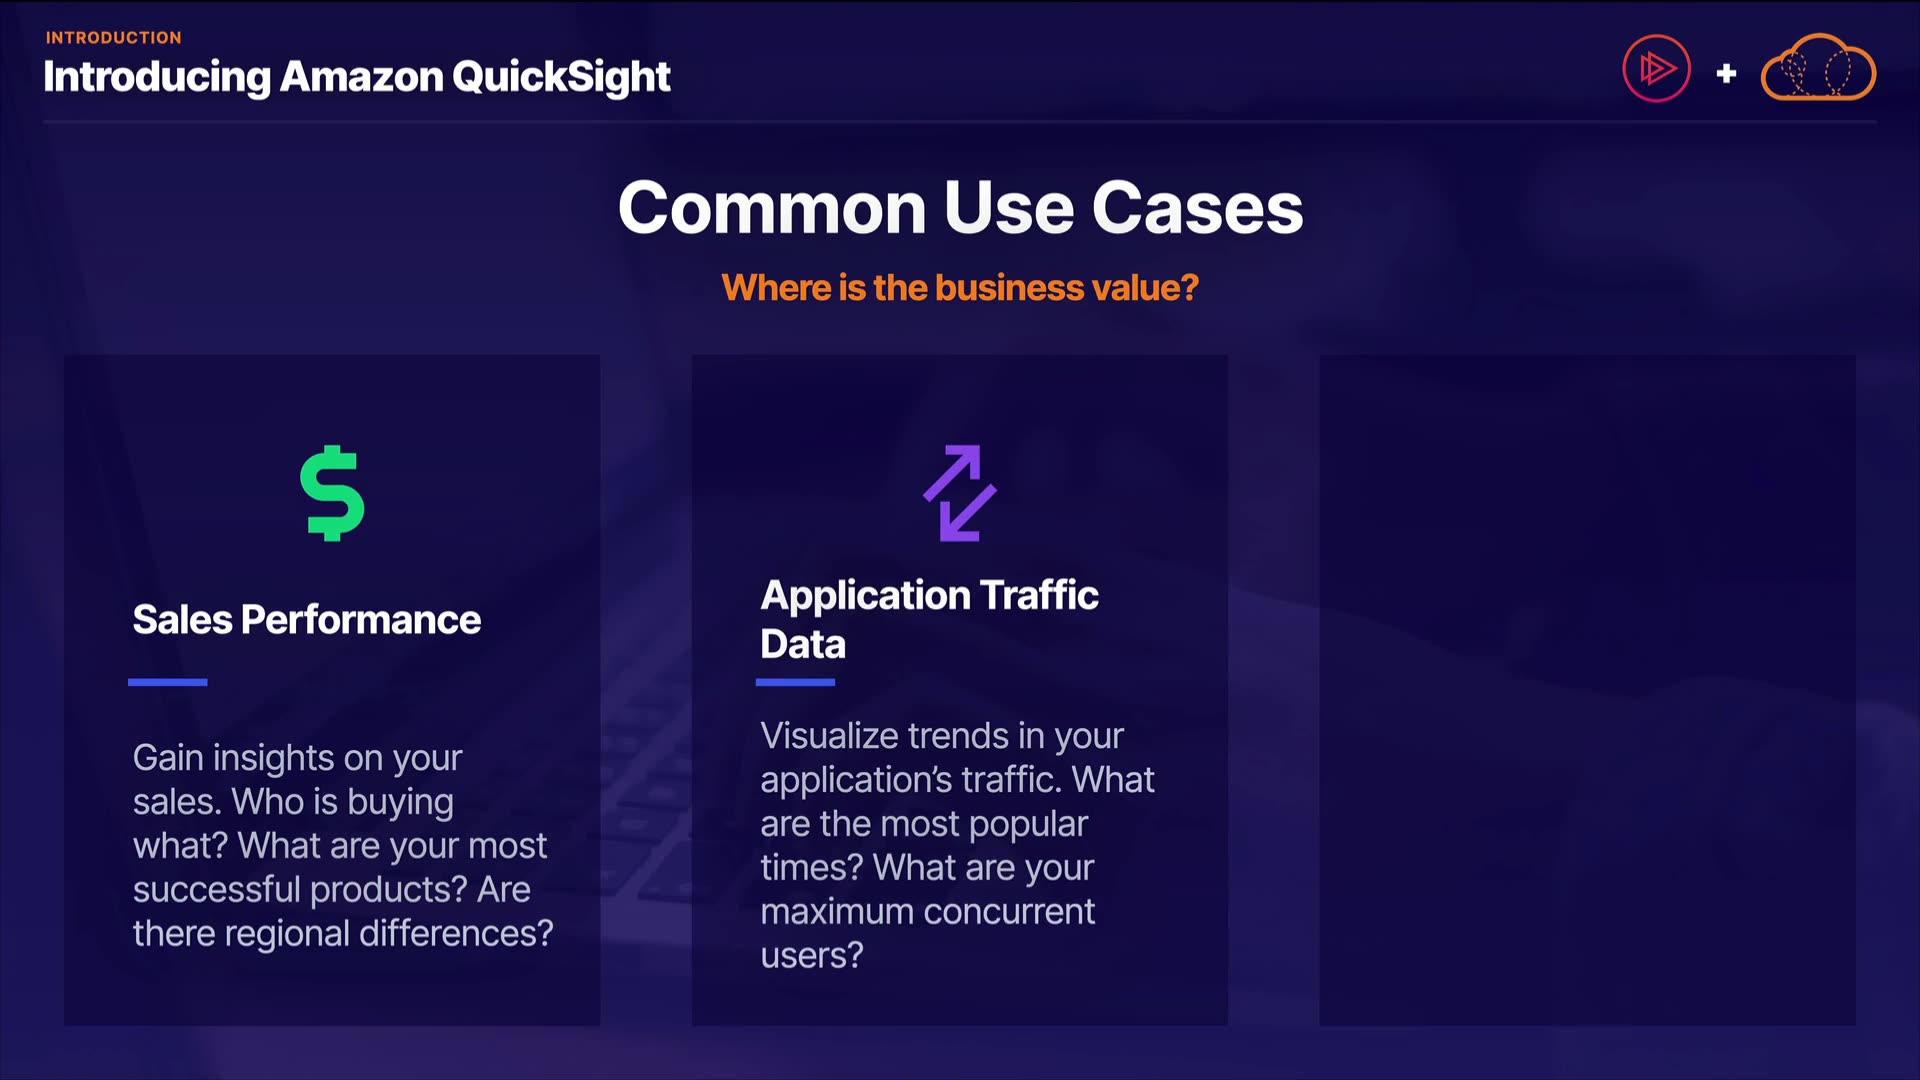 INTRODUCTION
Introducing Amazon QuickSight
+
Common Use Cases
Where is the business value?
$
Sales Performance
Gain insights on your
sales. Who is buying
what? What are your most
successful products? Are
there regional differences?
Application Traffic
Data
Visualize trends in your
application’s traffic. What
are the most popular
times? What are your
maximum concurrent
users?